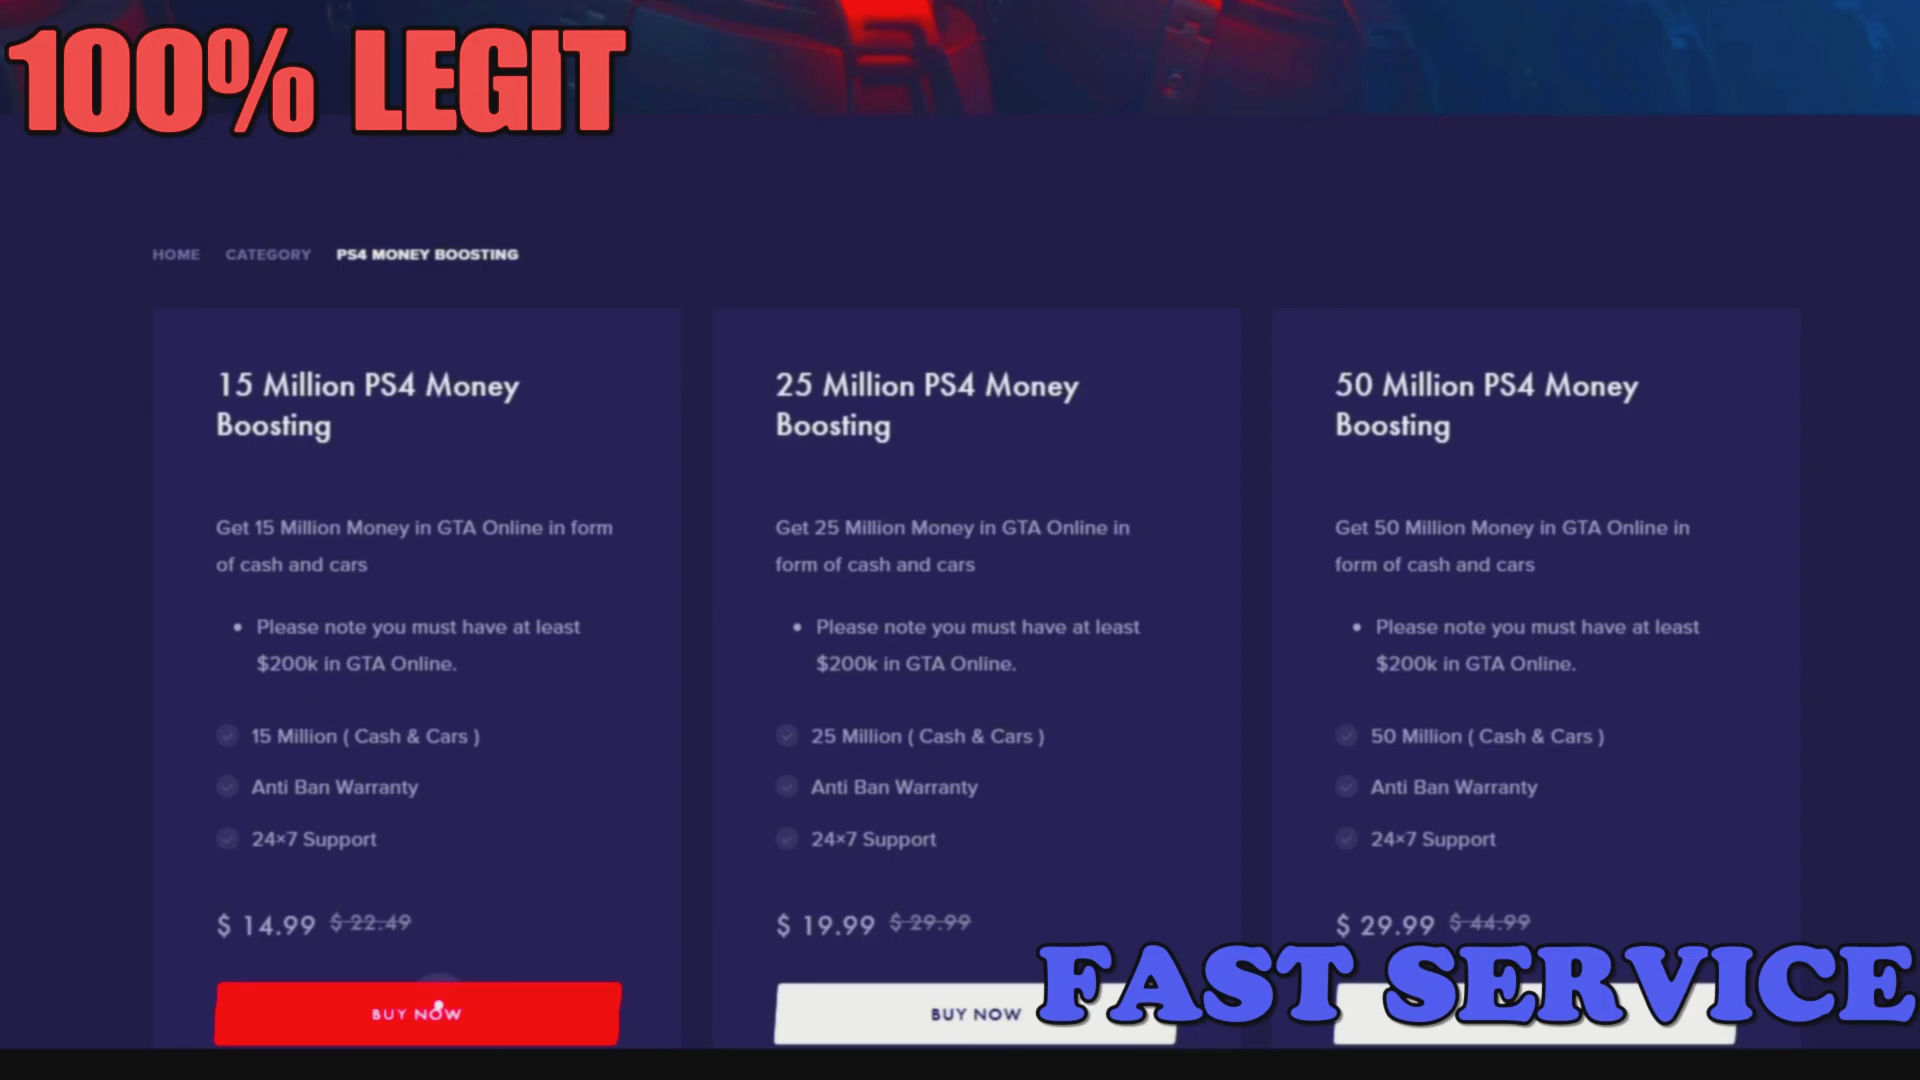 100% LEGIT
HOME CATEGORY PS4 MONEY BOOSTING
15 Million PS4 Money
Boosting
Get 15 Million Money in GTA Online in form
of cash and cars
• Please note you must have at least
$200k in GTA Online.
15 Million ( Cash & Cars )
Anti Ban Warranty
24×7 Support
$ 14.99 $ 22.49
BUY NOW
25 Million PS4 Money
Boosting
Get 25 Million Money in GTA Online in
form of cash and cars
• Please note you must have at least
$200k in GTA Online.
25 Million ( Cash & Cars )
Anti Ban Warranty
24×7 Support
$ 19.99 $ 29.99
BUY NOW
50 Million PS4 Money
Boosting
Get 50 Million Money in GTA Online in
form of cash and cars
• Please note you must have at least
$200k in GTA Online.
50 Million ( Cash & Cars )
Anti Ban Warranty
24×7 Support
$ 29.99 $ 44.99
FAST SERVICE